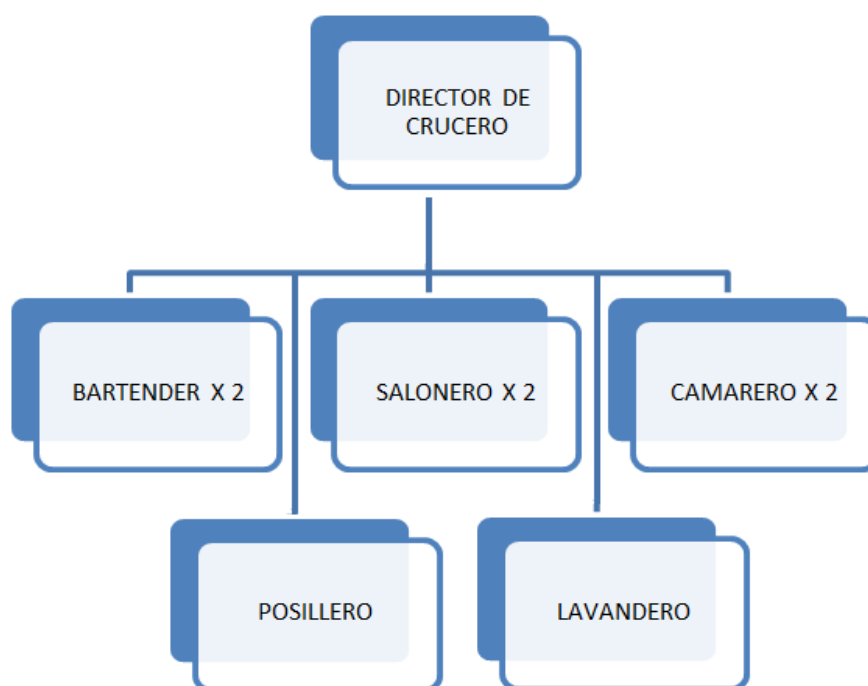 DIRECTOR DE
CRUCERO
BARTENDER X 2
SALONERO X 2
CAMARERO X 2
POSILLERO
LAVANDERO